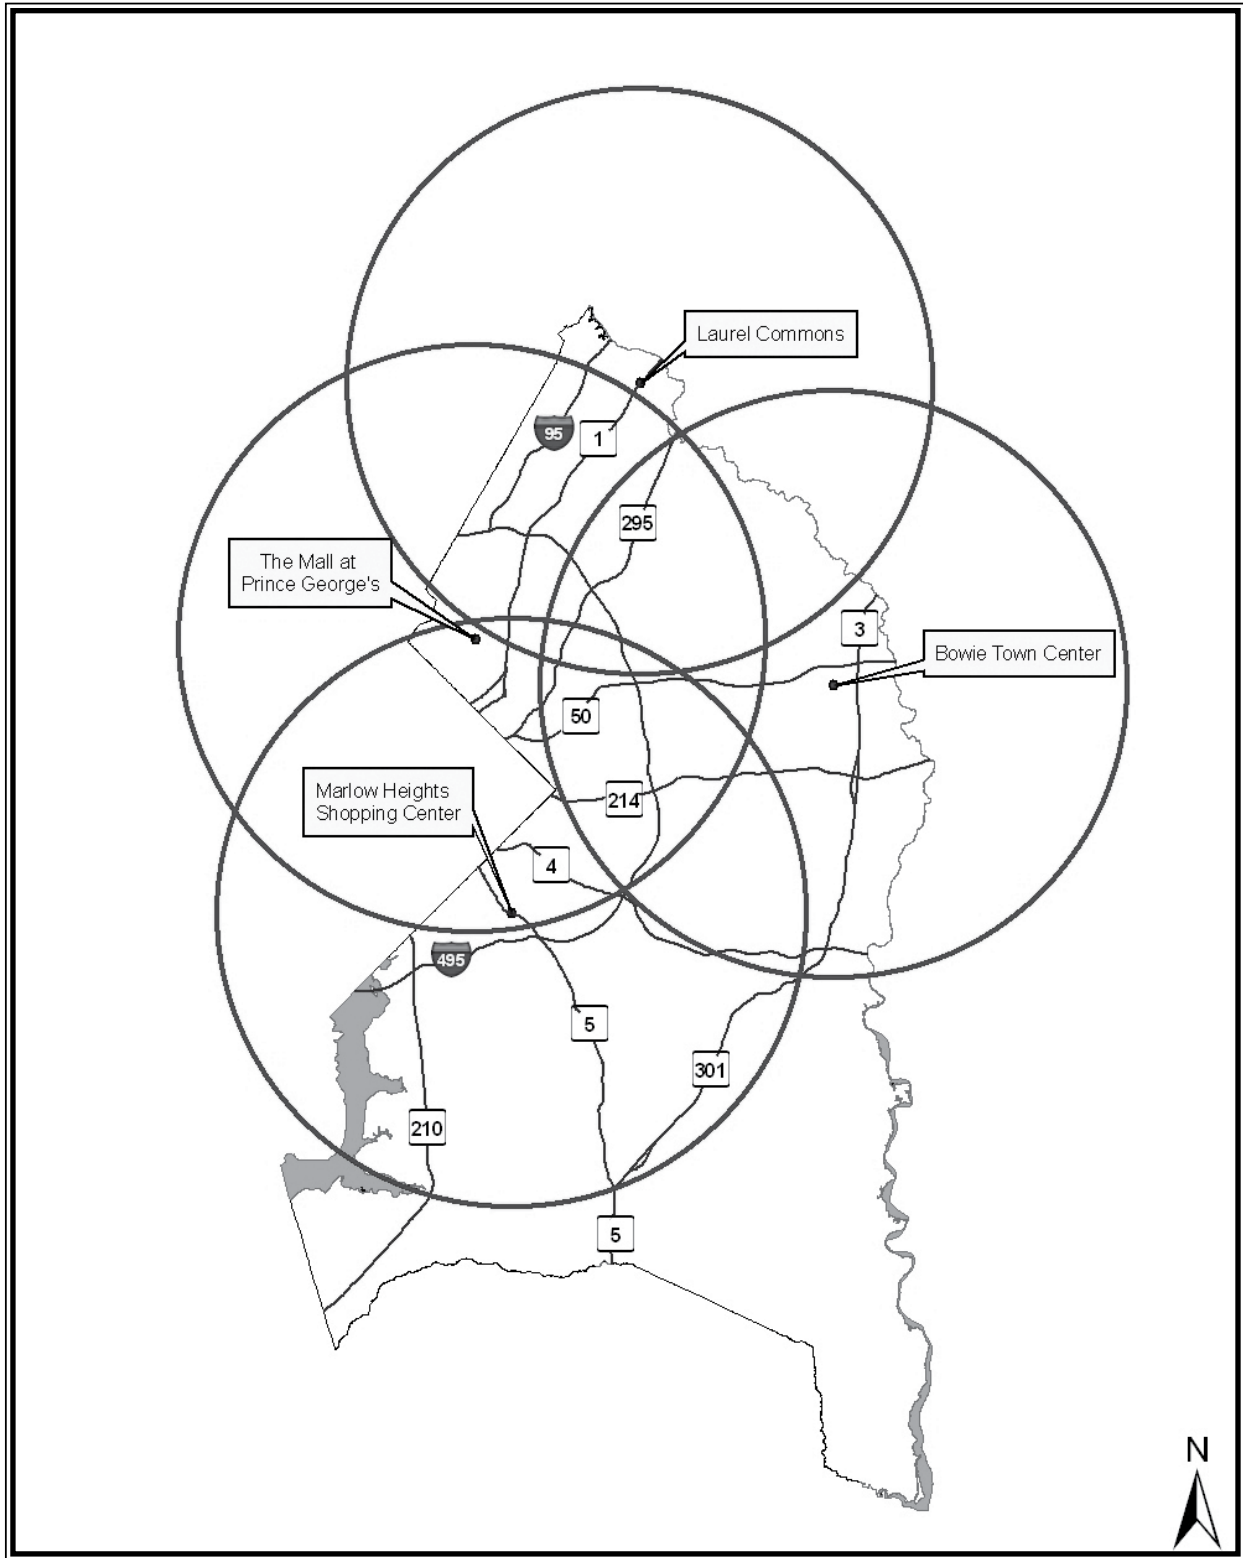 Laurel Commons
95
1
295
The Mall at
Prince George's
3
Bowie Town Center
50
Marlow Heights
Shopping Center
214
4
495
5
301
210
5
N